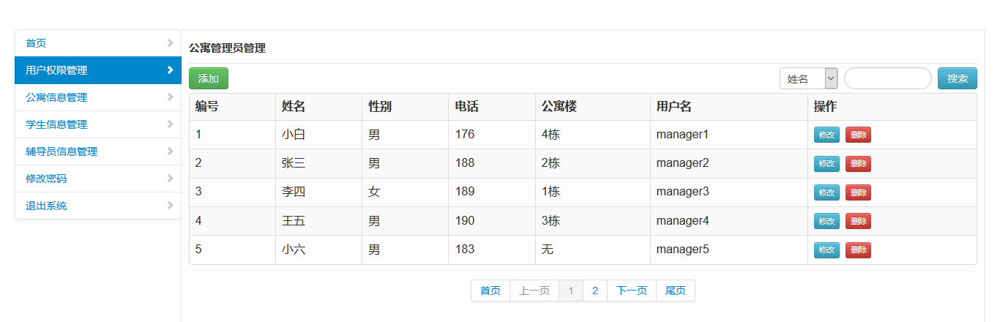 首页
用户权限管理
公寓信息管理
学生信息管理
辅导员信息管理
修改密码
退出系统
公寓管理员管理
添加 姓名 搜索
编号 姓名 性别 电话 公寓楼 用户名 操作
1 小白 男 176 4栋 manager1 修改 删除
2 张三 男 188 2栋 manager2 修改 删除
3 李四 女 189 1栋 manager3 修改 删除
4 王五 男 190 3栋 manager4 修改 删除
5 小六 男 183 无 manager5 修改 删除
首页 上一页 1 2 下一页 尾页